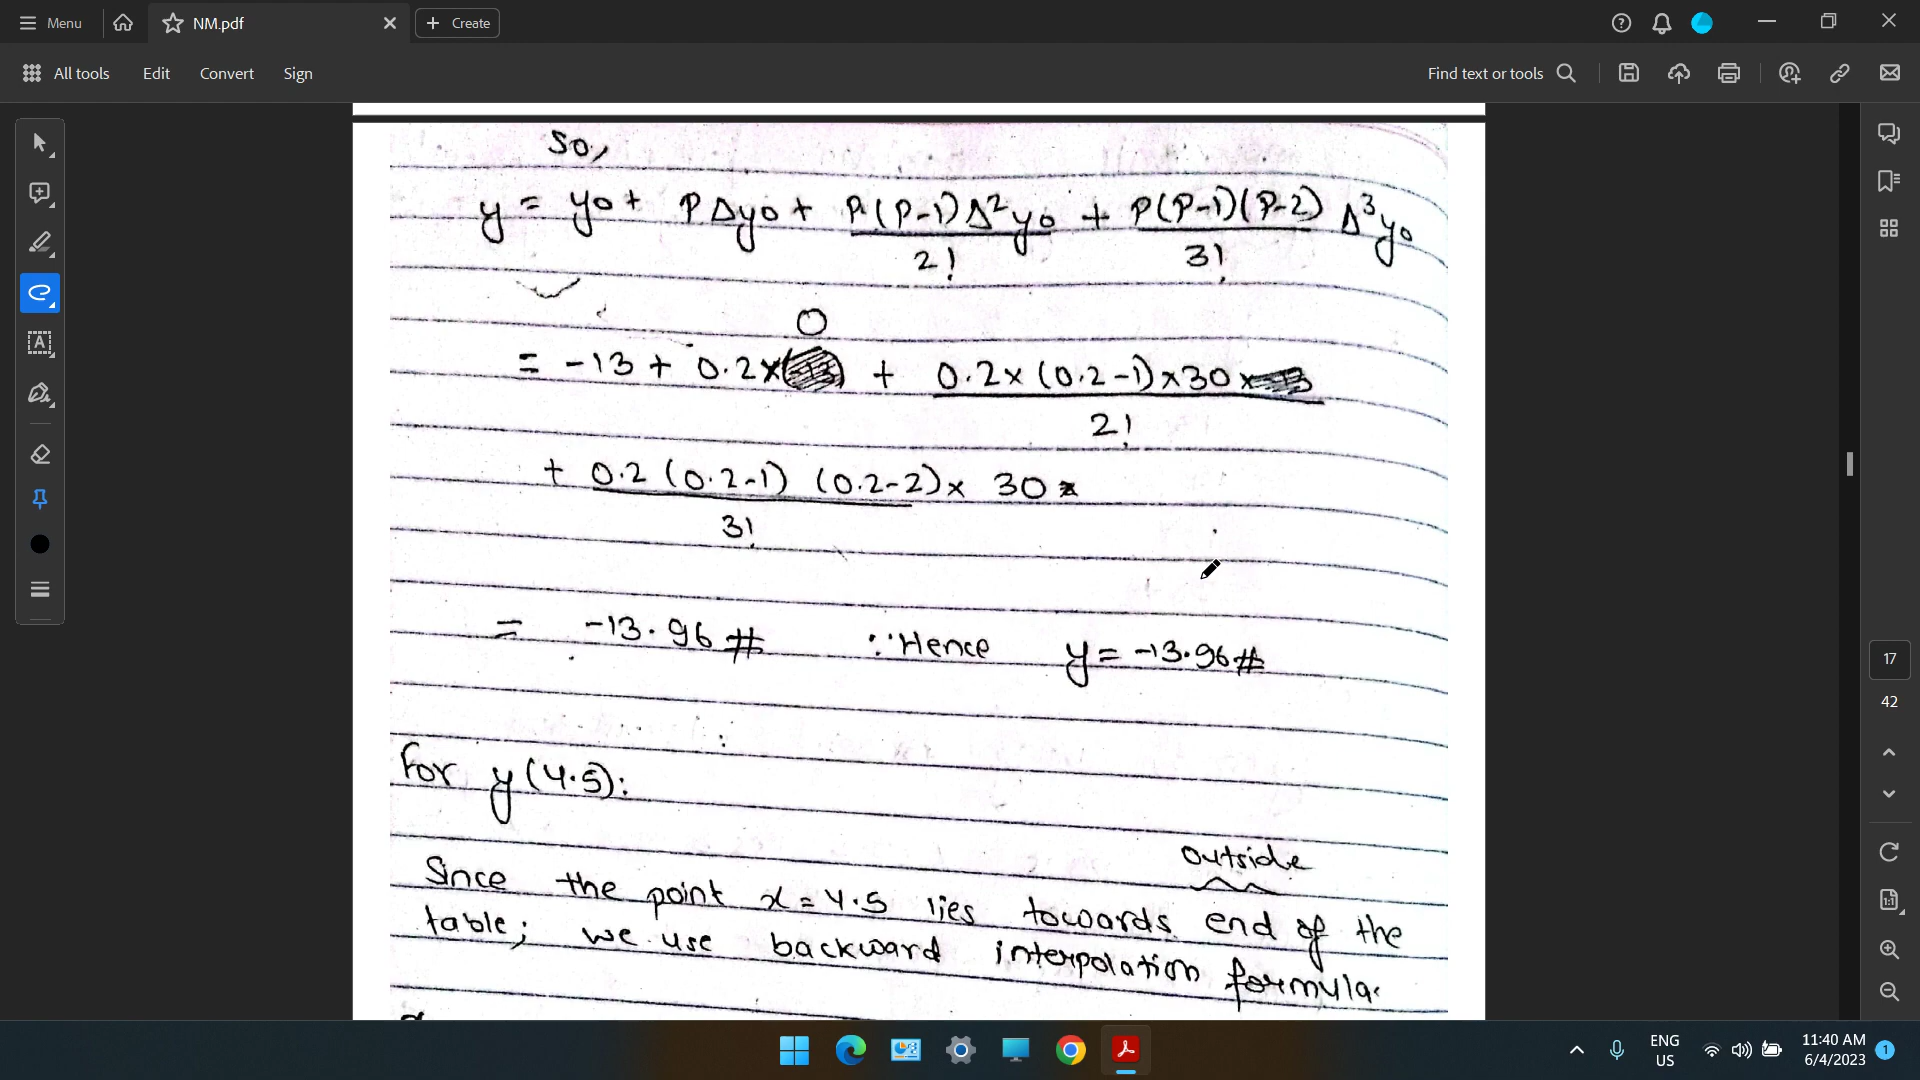 Menu
NM.pdf
Create
All tools
Edit
Convert
Sign
Find text or tools
So,
y = y0 + PΔy0 + P(P-1)Δ²y0 + P(P-1)(P-2) Δ³y0
2! 3!
0
= -13 + 0.2× + 0.2×(0.2-1)×30
2!
+ 0.2 (0.2-1) (0.2-2)× 30
3!
= -13.96 # ∵Hence y = -13.96#
For y(4.5):
outside
Since the point x = 4.5 lies towards end of the
table; we use backward interpolation formula.
17
42
1:1
ENG
US
11:40 AM
6/4/2023
1